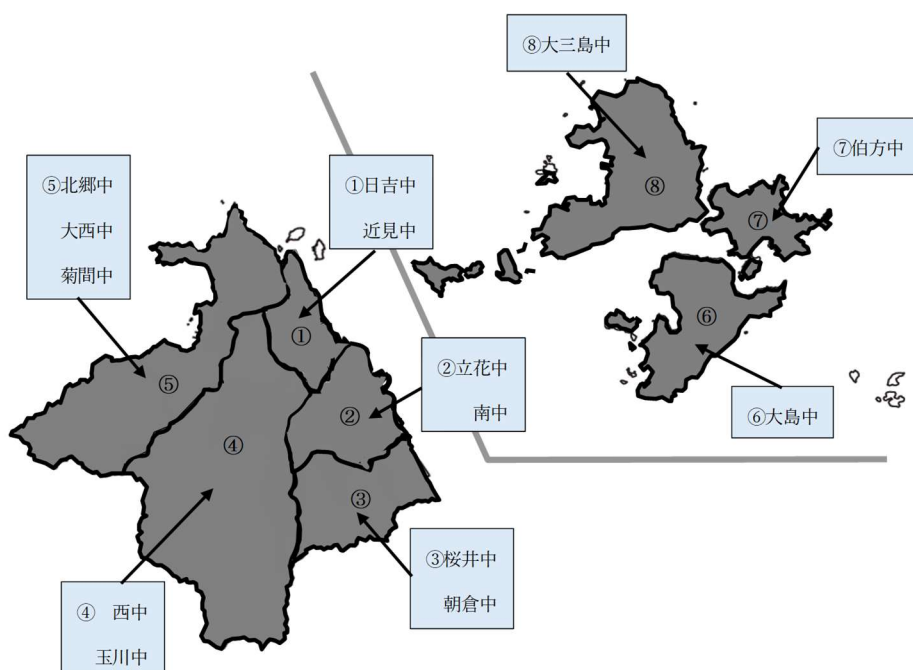 ⑧大三島中
⑦伯方中
⑤北郷中
大西中
菊間中
①日吉中
近見中
⑧
⑦
⑥
①
②立花中
南中
⑤
②
④
⑥大島中
③
③桜井中
朝倉中
④　西中
玉川中